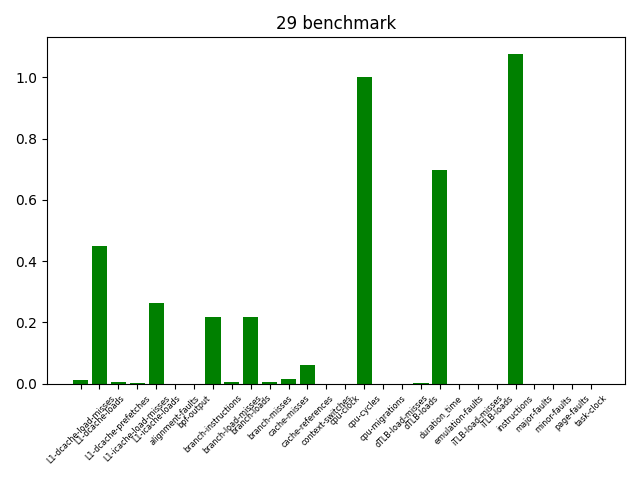 29 benchmark
1.0
0.8
0.6
0.4
0.2
0.0
L1-dcache-load-misses
L1-dcache-loads
L1-dcache-prefetches
L1-icache-load-misses
L1-icache-loads
alignment-faults
bpf-output
branch-instructions
branch-load-misses
branch-loads
branch-misses
cache-misses
cache-references
context-switches
cpu-clock
cpu-cycles
cpu-migrations
dTLB-load-misses
dTLB-loads
duration_time
emulation-faults
iTLB-load-misses
iTLB-loads
instructions
major-faults
minor-faults
page-faults
task-clock